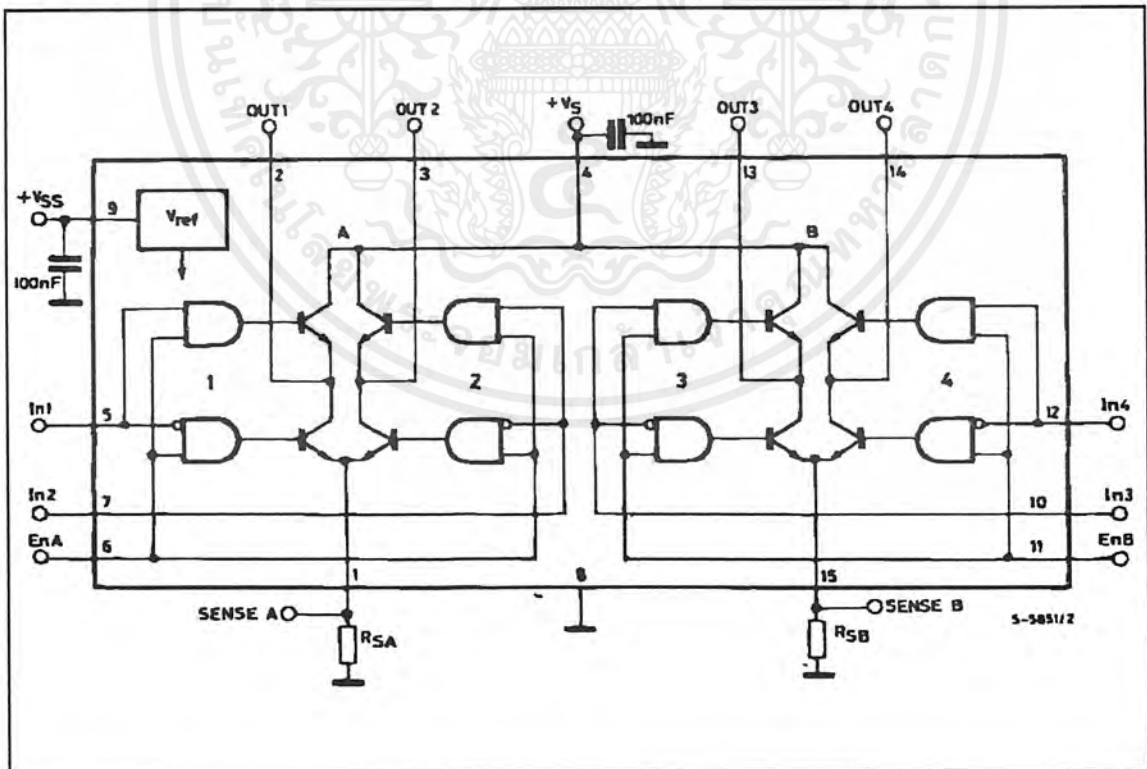 OUT1
OUT2
+VS
100nF
OUT3
OUT4
2
3
4
13
14
+VSS
9
Vref
100nF
A
B
1
2
3
4
In1
5
12
In4
In2
7
10
In3
EnA
6
11
EnB
1
8
15
SENSE A
RSA
SENSE B
RSB
S-5851/2